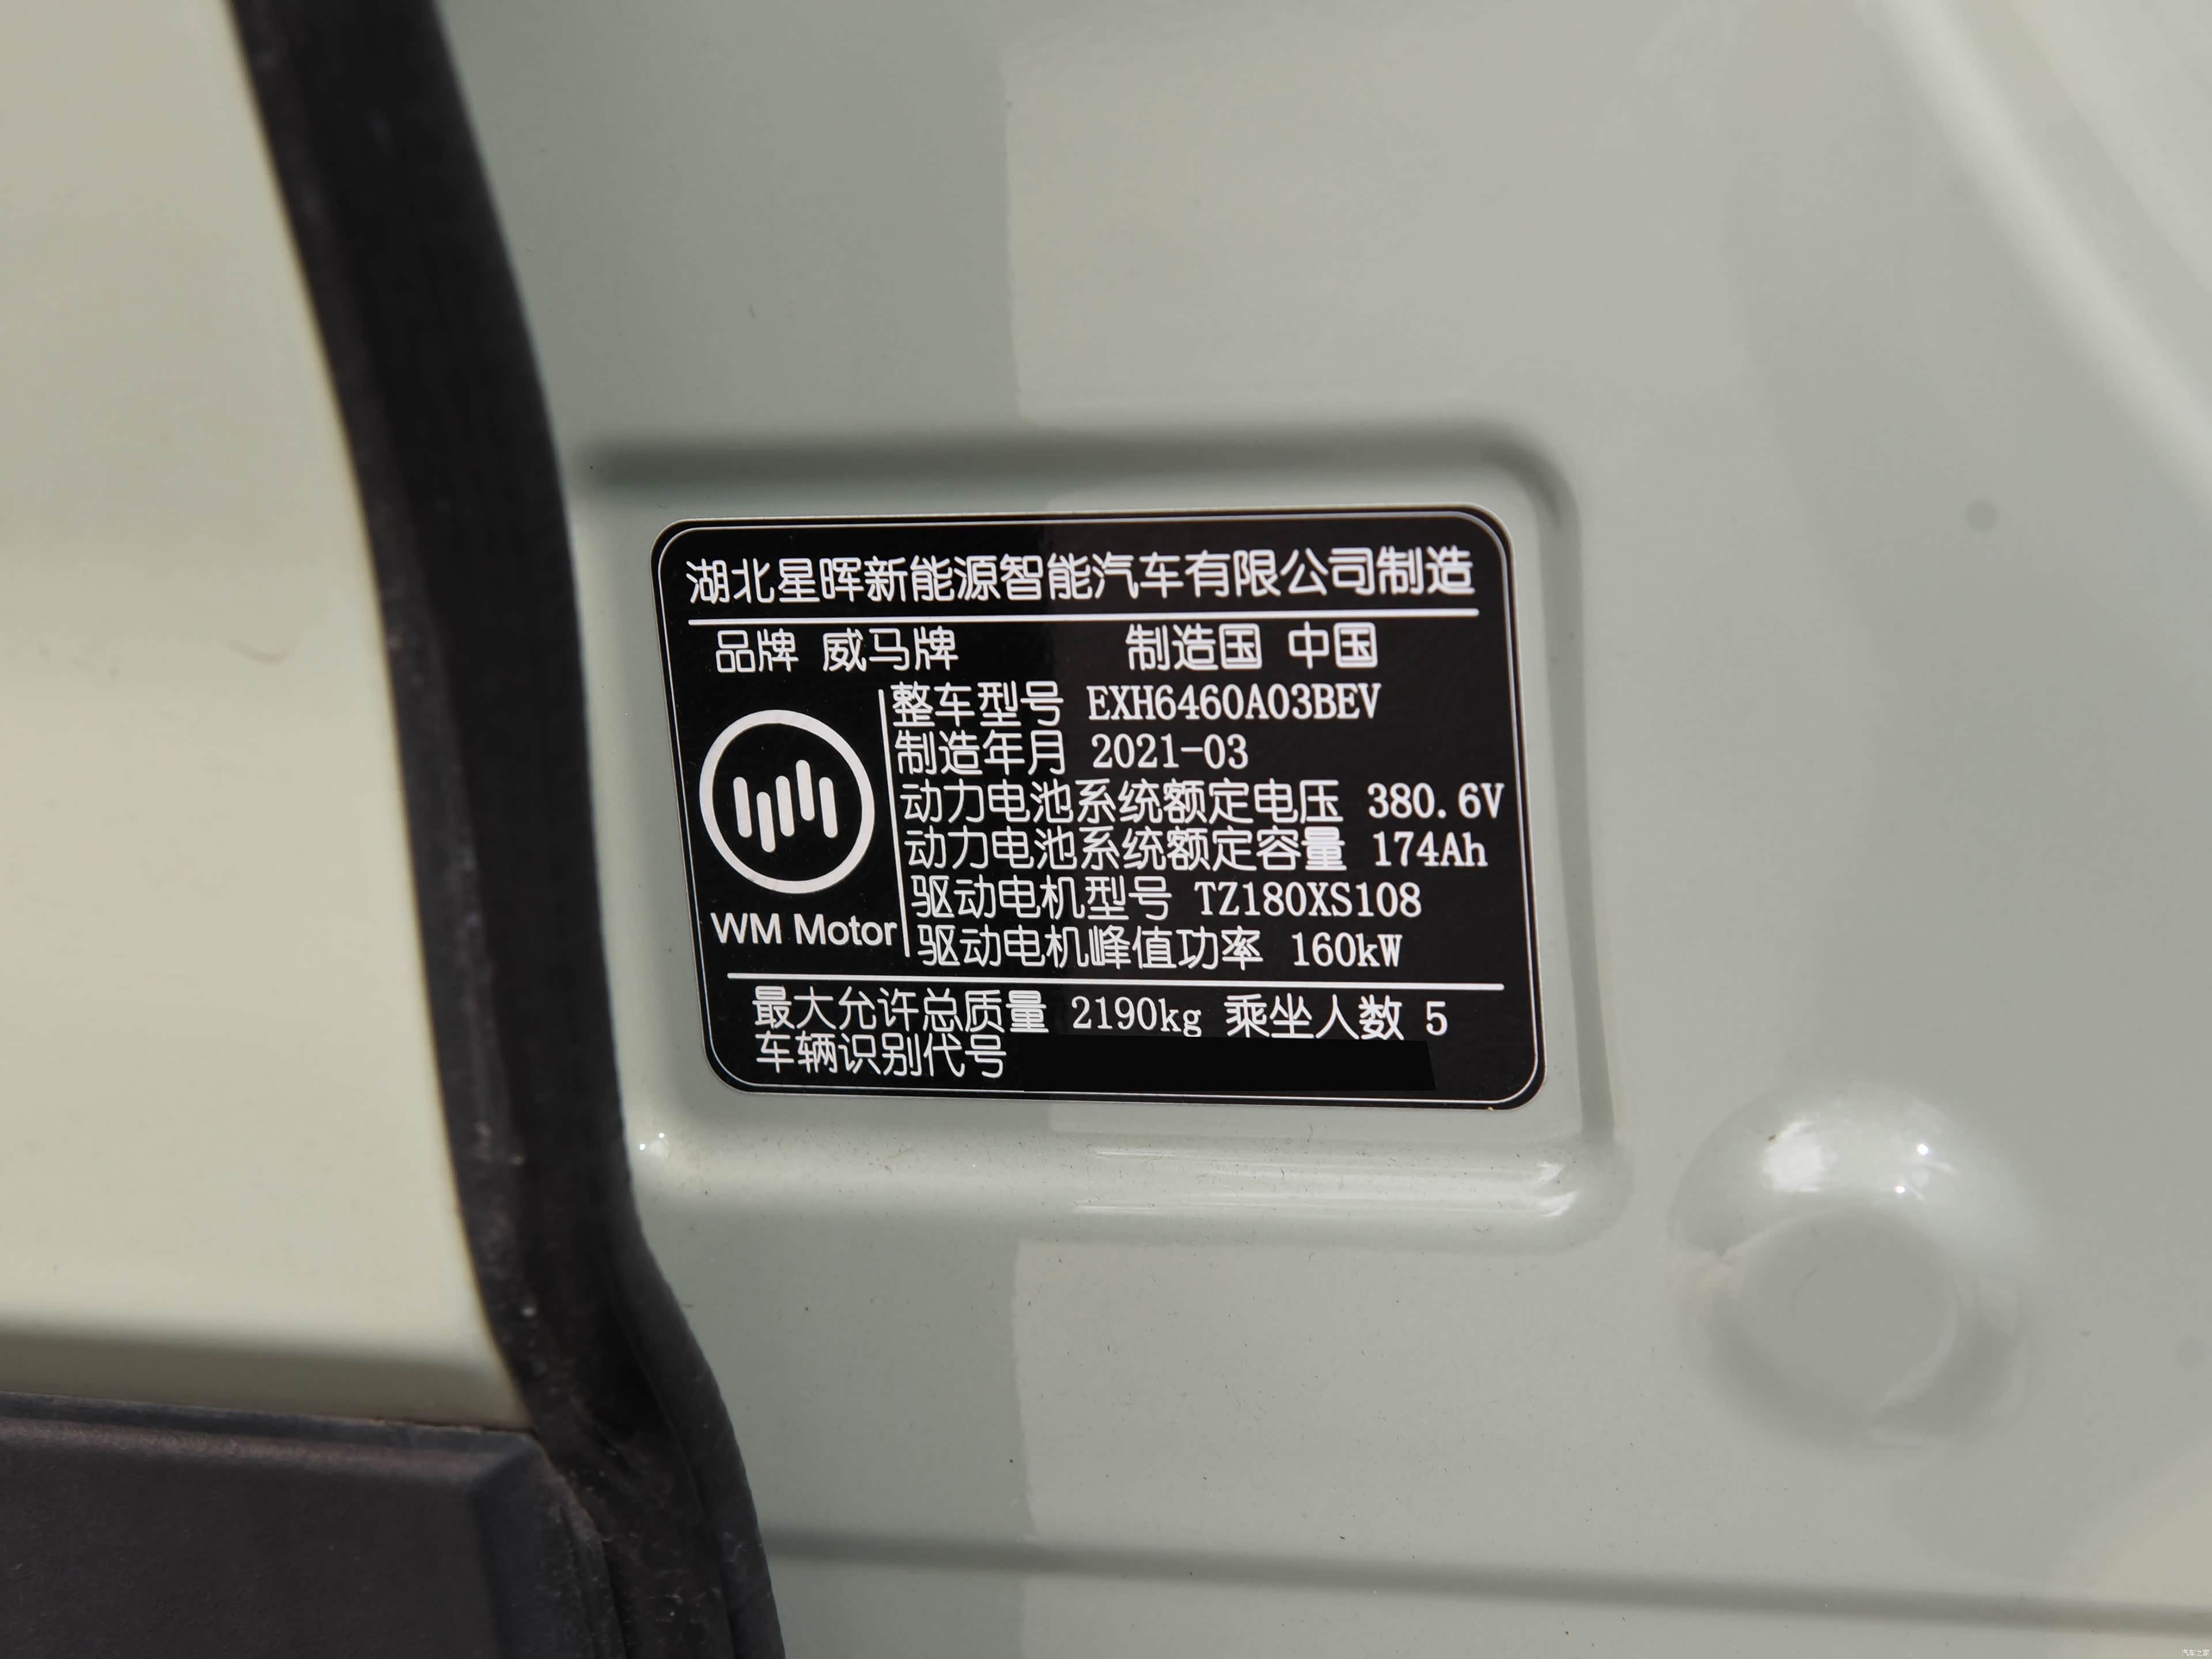 湖北星晖新能源智能汽车有限公司制造
品牌 威马牌 制造国 中国
整车型号 EXH6460A03BEV
制造年月 2021-03
动力电池系统额定电压 380.6V
动力电池系统额定容量 174Ah
驱动电机型号 TZ180XS108
驱动电机峰值功率 160kW
WM Motor
最大允许总质量 2190kg 乘坐人数 5
车辆识别代号
汽车之家